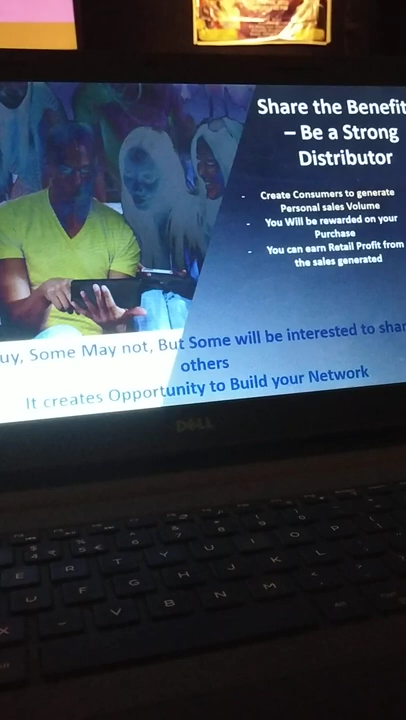 Share the Benefit
– Be a Strong
Distributor
- Create Consumers to generate
Personal sales Volume
- You Will be rewarded on your
Purchase
- You can earn Retail Profit from
the sales generated
uy, Some May not, But Some will be interested to shar
others
It creates Opportunity to Build your Network
DELL
E R T Y U I O P
D F G H J K L
X V B N M